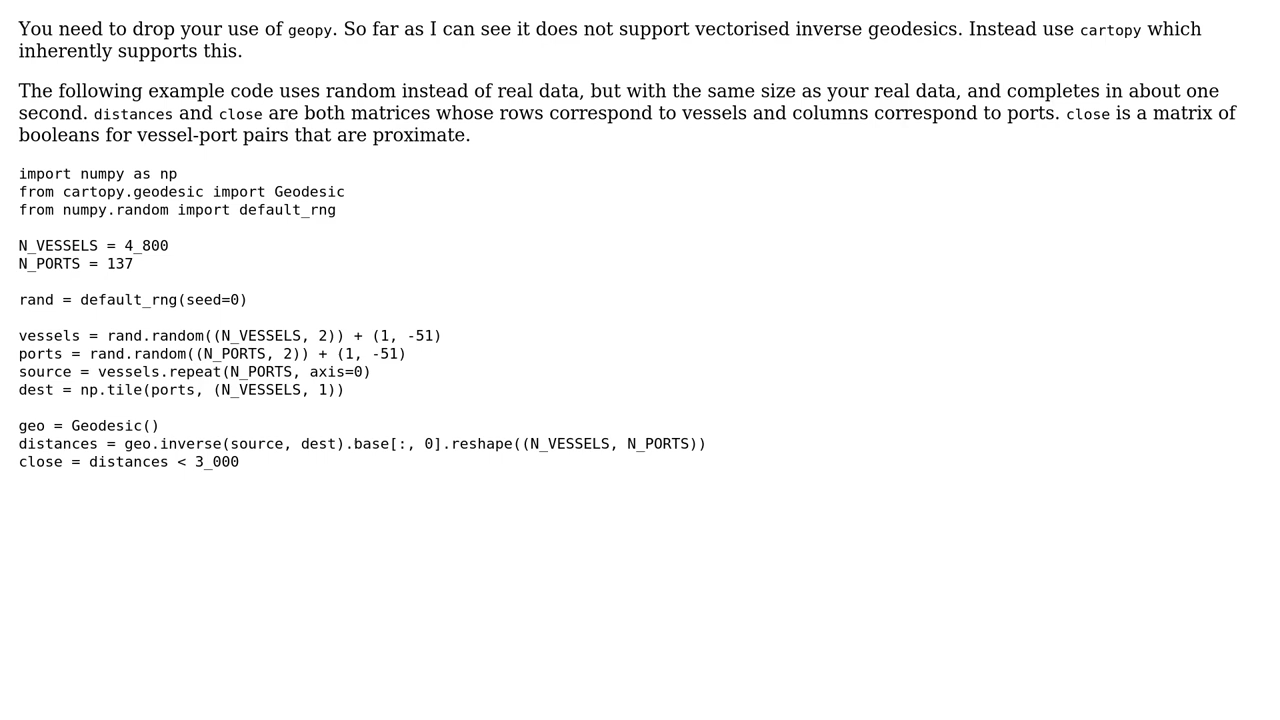 You need to drop your use of geopy. So far as I can see it does not support vectorised inverse geodesics. Instead use cartopy which
inherently supports this.
The following example code uses random instead of real data, but with the same size as your real data, and completes in about one
second. distances and close are both matrices whose rows correspond to vessels and columns correspond to ports. close is a matrix of
booleans for vessel-port pairs that are proximate.
import numpy as np
from cartopy.geodesic import Geodesic
from numpy.random import default_rng
N_VESSELS = 4_800
N_PORTS = 137
rand = default_rng(seed=0)
vessels = rand.random((N_VESSELS, 2)) + (1, -51)
ports = rand.random((N_PORTS, 2)) + (1, -51)
source = vessels.repeat(N_PORTS, axis=0)
dest = np.tile(ports, (N_VESSELS, 1))
geo = Geodesic()
distances = geo.inverse(source, dest).base[:, 0].reshape((N_VESSELS, N_PORTS))
close = distances < 3_000